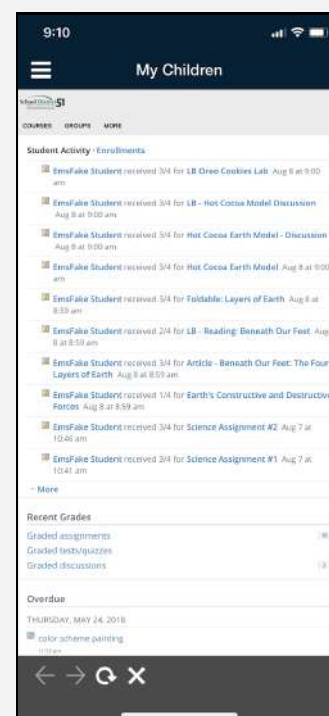 9:10
My Children
School District 51
COURSES GROUPS MORE
Student Activity · Enrollments
EmsFake Student received 3/4 for LB Oreo Cookies Lab Aug 8 at 9:00
am
EmsFake Student received 3/4 for LB - Hot Cocoa Model Discussion
Aug 8 at 9:00 am
EmsFake Student received 3/4 for Hot Cocoa Earth Model - Discussion
Aug 8 at 9:00 am
EmsFake Student received 3/4 for Hot Cocoa Earth Model Aug 8 at 9:00
am
EmsFake Student received 3/4 for Foldable: Layers of Earth Aug 8 at
8:59 am
EmsFake Student received 2/4 for LB - Reading: Beneath Our Feet Aug
8 at 8:59 am
EmsFake Student received 3/4 for Article - Beneath Our Feet: The Four
Layers of Earth Aug 8 at 8:59 am
EmsFake Student received 1/4 for Earth's Constructive and Destructive
Forces Aug 8 at 8:59 am
EmsFake Student received 3/4 for Science Assignment #2 Aug 7 at
10:46 am
EmsFake Student received 3/4 for Science Assignment #1 Aug 7 at
10:41 am
More
Recent Grades
Graded assignments
Graded tests/quizzes
Graded discussions
Overdue
THURSDAY, MAY 24, 2018
color scheme painting